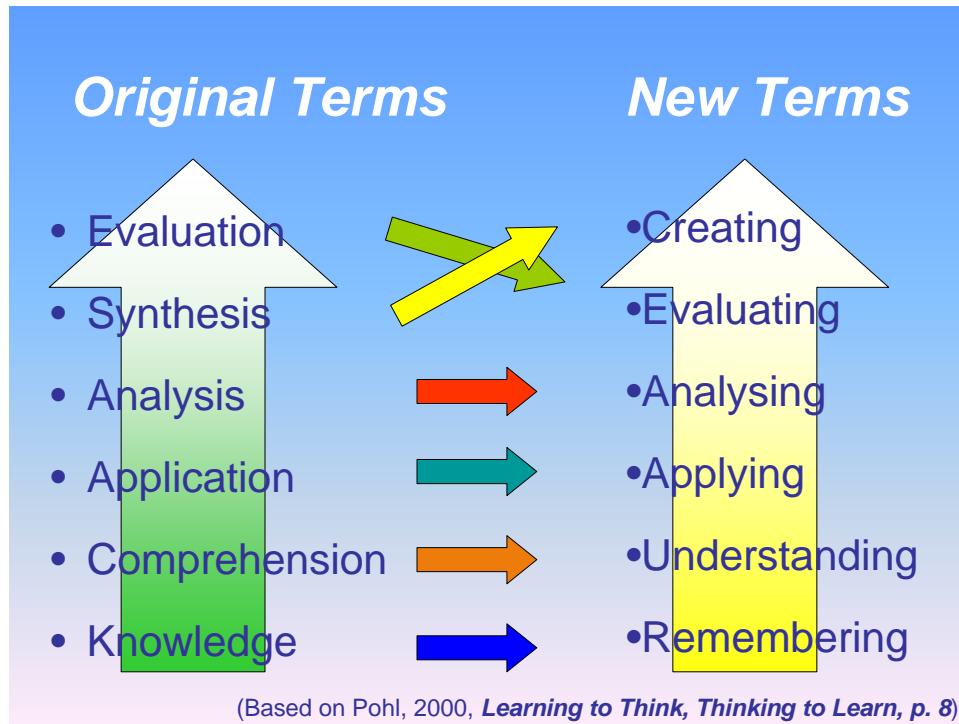 Original Terms
New Terms
• Evaluation
• Synthesis
• Analysis
• Application
• Comprehension
• Knowledge
•Creating
•Evaluating
•Analysing
•Applying
•Understanding
•Remembering
(Based on Pohl, 2000, Learning to Think, Thinking to Learn, p. 8)